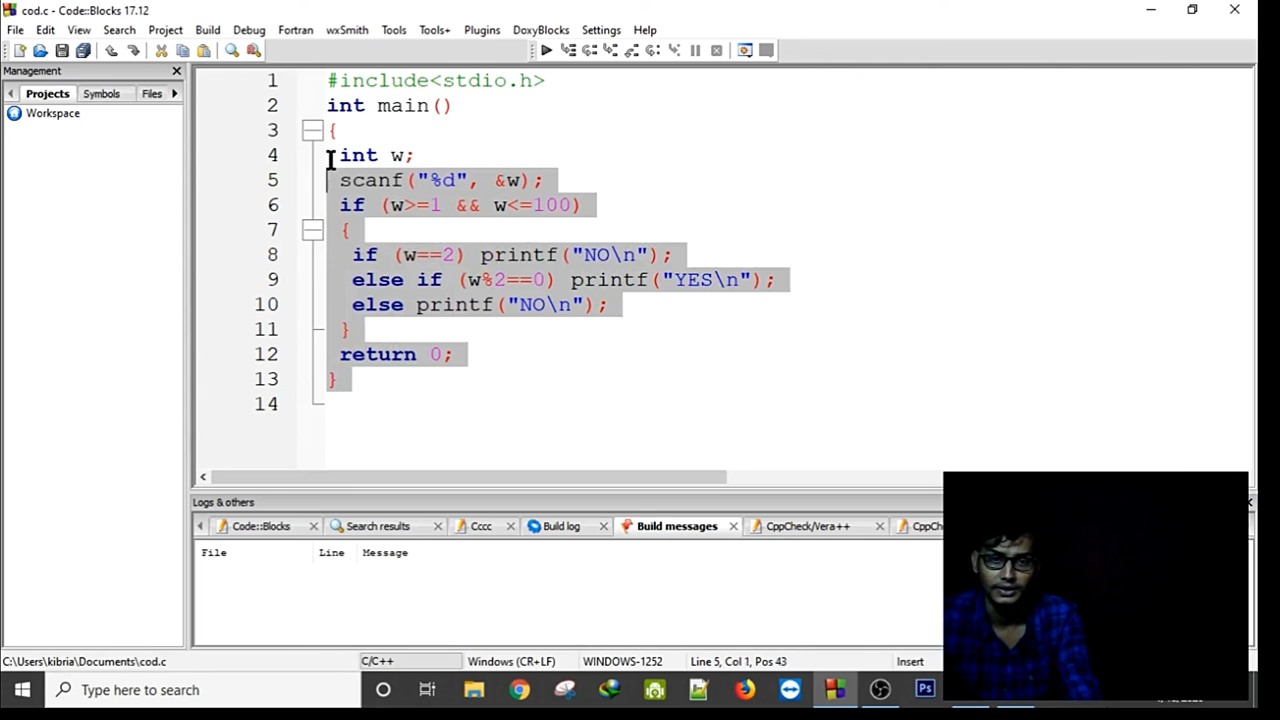 cod.c - Code::Blocks 17.12
File Edit View Search Project Build Debug Fortran wxSmith Tools Tools+ Plugins DoxyBlocks Settings Help
Management
Projects Symbols Files
Workspace
1 #include<stdio.h>
2 int main()
3 {
4 int w;
5 scanf("%d", &w);
6 if (w>=1 && w<=100)
7 {
8 if (w==2) printf("NO\n");
9 else if (w%2==0) printf("YES\n");
10 else printf("NO\n");
11 }
12 return 0;
13 }
14
Logs & others
Code::Blocks Search results Cccc Build log Build messages CppCheck/Vera++
File Line Message
C:\Users\kibria\Documents\cod.c C/C++ Windows (CR+LF) WINDOWS-1252 Line 5, Col 1, Pos 43 Insert
Type here to search Ps